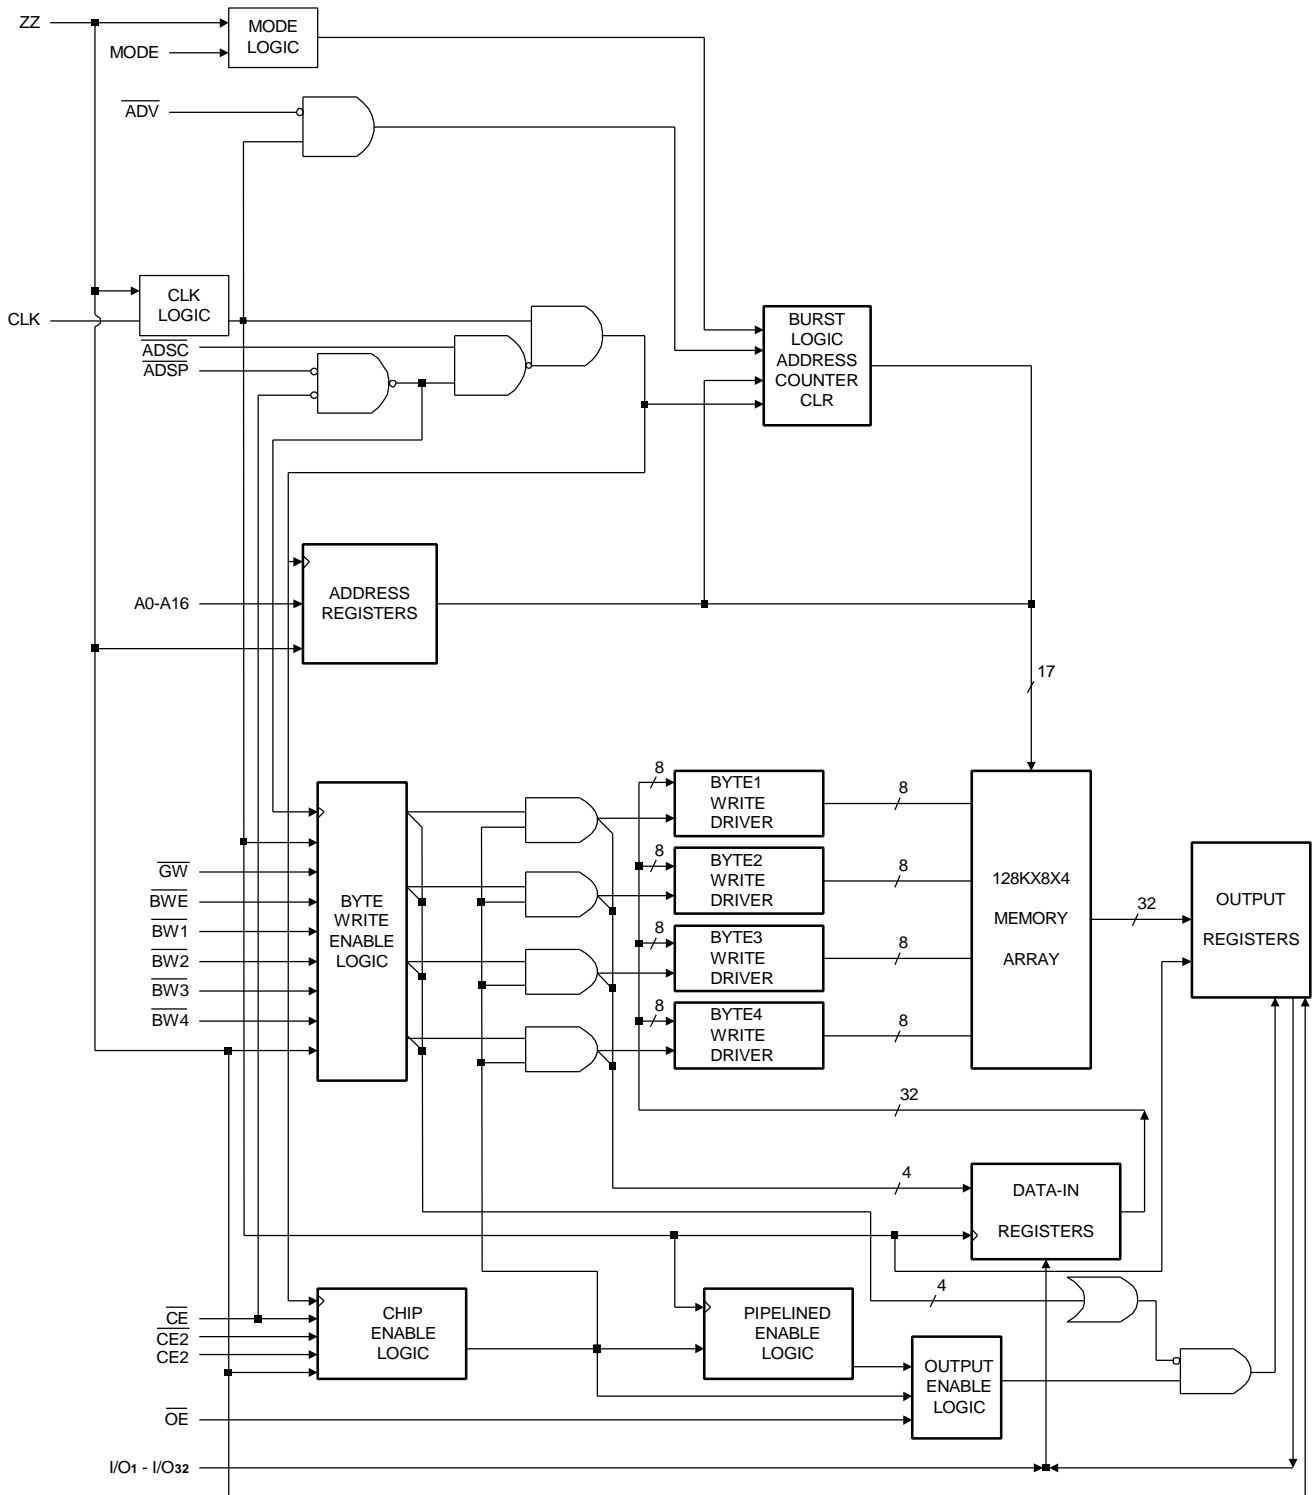 ZZ
MODE
LOGIC
MODE
ADV
CLK
LOGIC
CLK
ADSC
ADSP
BURST
LOGIC
ADDRESS
COUNTER
CLR
A0-A16
ADDRESS
REGISTERS
17
8
BYTE1
WRITE
DRIVER
8
8
BYTE2
WRITE
DRIVER
8
8
BYTE3
WRITE
DRIVER
8
8
BYTE4
WRITE
DRIVER
8
GW
BWE
BW1
BW2
BW3
BW4
BYTE
WRITE
ENABLE
LOGIC
128KX8X4
MEMORY
ARRAY
32
OUTPUT
REGISTERS
32
4
DATA-IN
REGISTERS
4
CE
CE2
CE2
CHIP
ENABLE
LOGIC
PIPELINED
ENABLE
LOGIC
OUTPUT
ENABLE
LOGIC
OE
I/O1 - I/O32